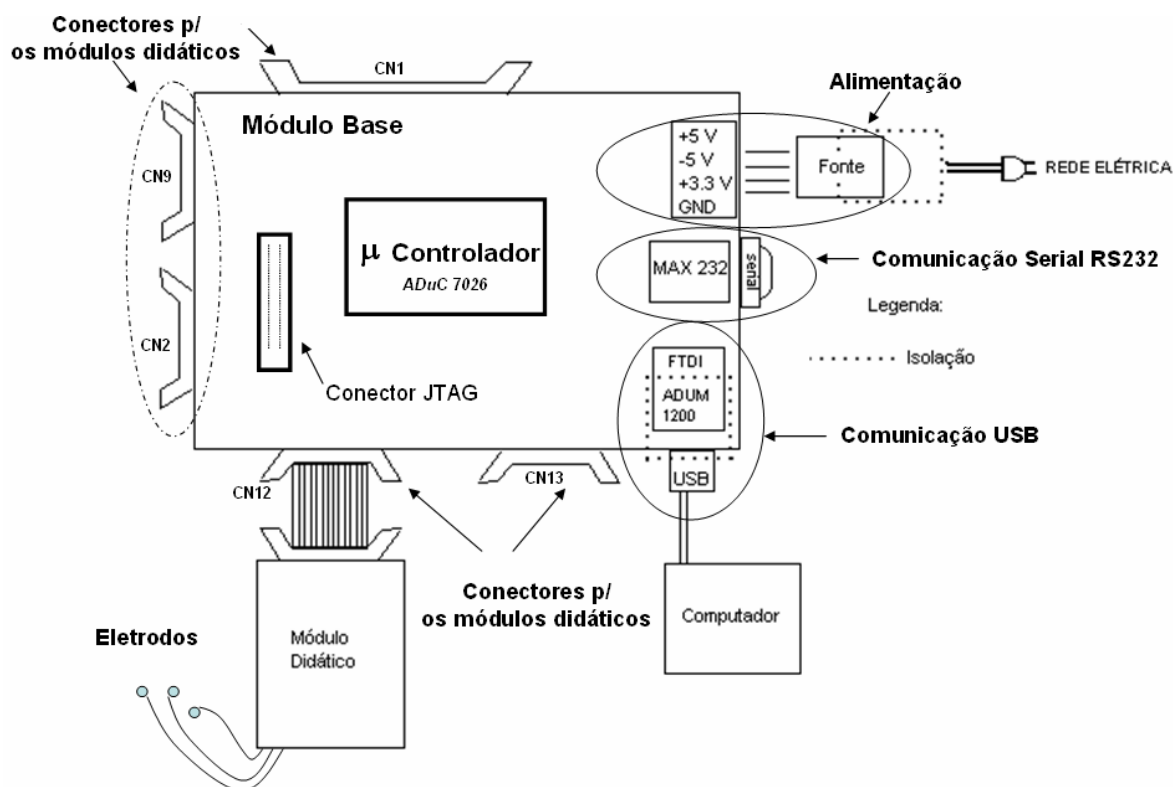 Conectores p/
os módulos didáticos
CN1
Alimentação
Módulo Base
+5 V
-5 V
+3.3 V
GND
Fonte
REDE ELÉTRICA
CN9
μ Controlador
ADuC 7026
MAX 232
serial
Comunicação Serial RS232
Legenda:
Isolação
CN2
Conector JTAG
FTDI
ADUM
1200
Comunicação USB
USB
CN12
CN13
Conectores p/
os módulos didáticos
Computador
Eletrodos
Módulo
Didático